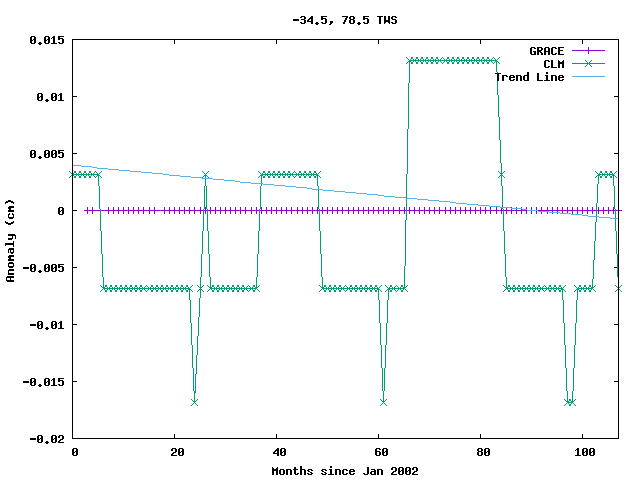 -34.5, 78.5 TWS
GRACE
CLM
Trend Line
0.015
0.01
0.005
0
-0.005
-0.01
-0.015
-0.02
Anomaly (cm)
0 20 40 60 80 100
Months since Jan 2002